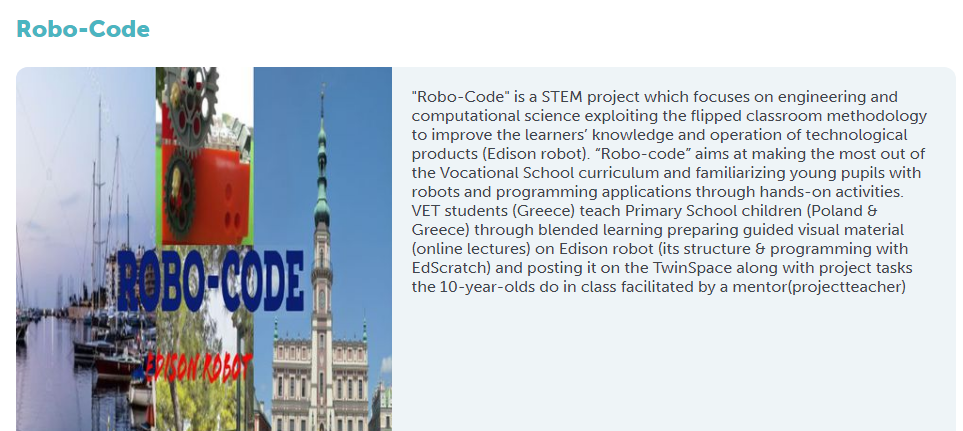 Robo-Code
ROBO-CODE
EDISON ROBOT
"Robo-Code" is a STEM project which focuses on engineering and
computational science exploiting the flipped classroom methodology
to improve the learners’ knowledge and operation of technological
products (Edison robot). “Robo-code” aims at making the most out of
the Vocational School curriculum and familiarizing young pupils with
robots and programming applications through hands-on activities.
VET students (Greece) teach Primary School children (Poland &
Greece) through blended learning preparing guided visual material
(online lectures) on Edison robot (its structure & programming with
EdScratch) and posting it on the TwinSpace along with project tasks
the 10-year-olds do in class facilitated by a mentor(projectteacher)